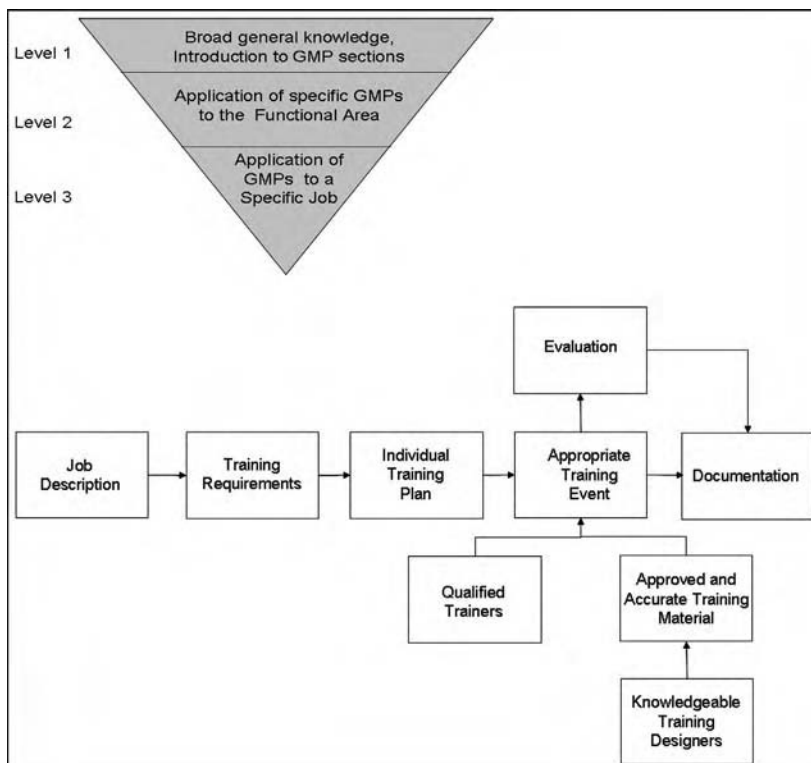 Level 1
Broad general knowledge,
Introduction to GMP sections
Level 2
Application of specific GMPs
to the Functional Area
Level 3
Application of
GMPs to a
Specific Job
Evaluation
Job
Description
Training
Requirements
Individual
Training
Plan
Appropriate
Training
Event
Documentation
Qualified
Trainers
Approved and
Accurate Training
Material
Knowledgeable
Training
Designers